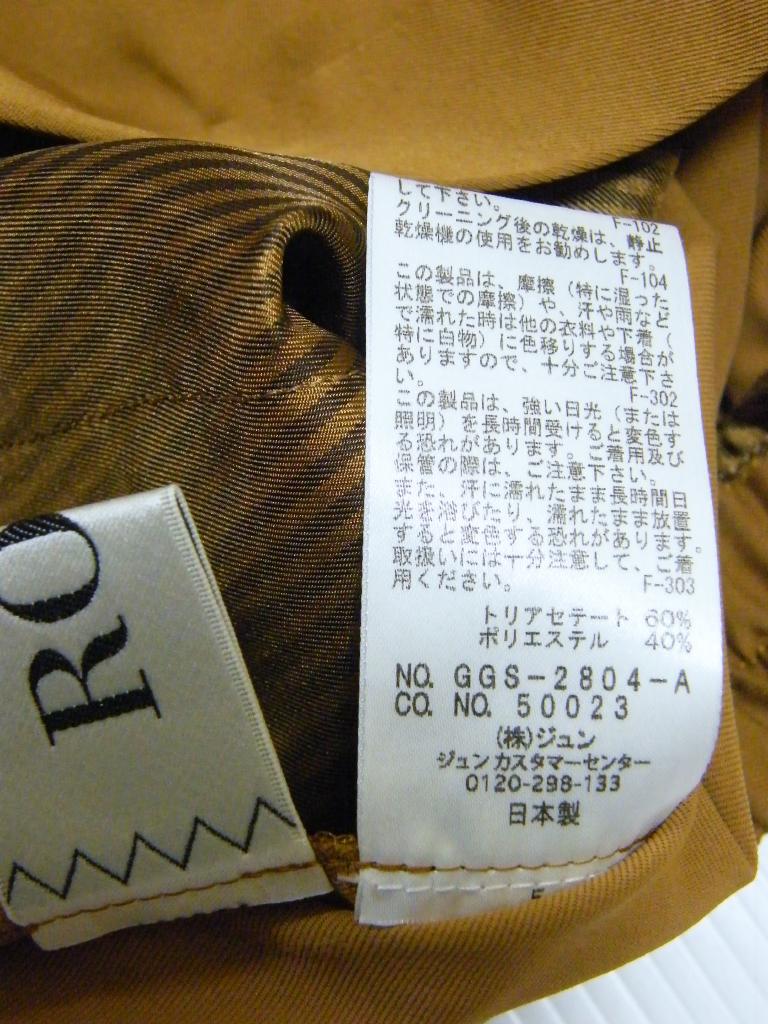 RO
して下さい。
F-102
クリーニング後の乾燥は、静止
乾燥機の使用をお勧めします。
F-104
この製品は、摩擦（特に湿った
状態での摩擦）や、汗や雨など
で濡れた時は他の衣料や下着（
特に白物）に色移りする場合が
ありますので、十分ご注意下さ
い。
F-302
この製品は、強い日光（または
照明）を長時間受けると変色す
る恐れがあります。ご着用及び
保管の際は、ご注意下さい。
また、汗に濡れたまま長時間日
光を浴びたり、濡れたまま放置
すると変色する恐れがあります。
取扱いには十分注意して、ご着
用ください。
F-303
トリアセテート 60%
ポリエステル 40%
NO. GGS-2804-A
CO. NO. 50023
(株)ジュン
ジュンカスタマーセンター
0120-298-133
日本製